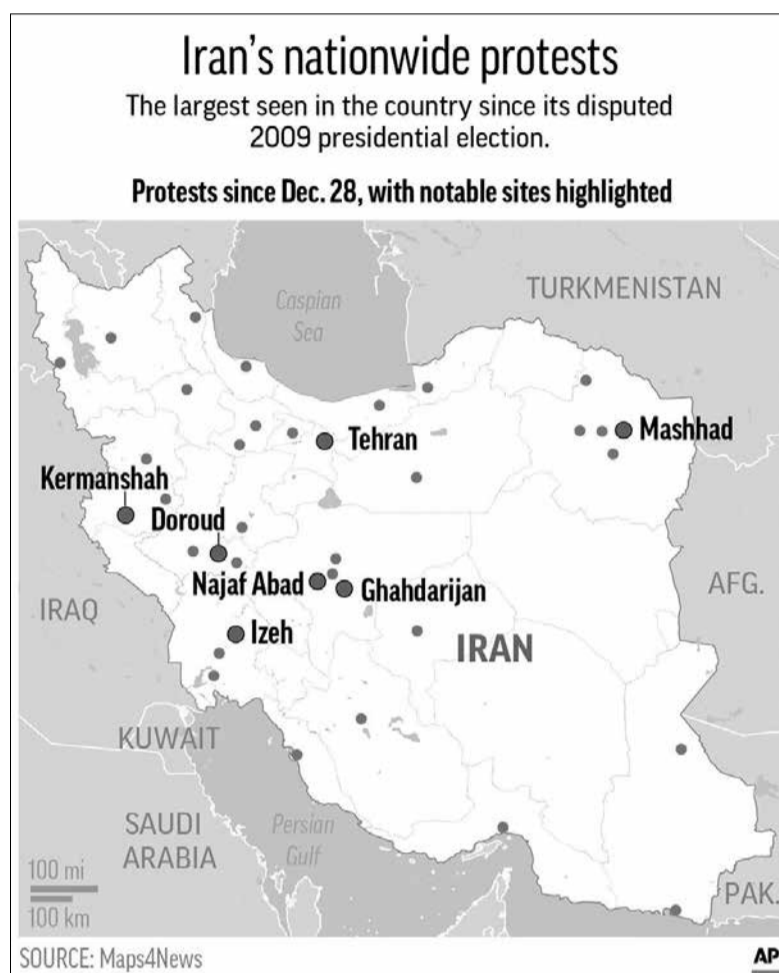 Iran's nationwide protests
The largest seen in the country since its disputed
2009 presidential election.
Protests since Dec. 28, with notable sites highlighted
Caspian
Sea
TURKMENISTAN
Tehran
Mashhad
Kermanshah
Doroud
Najaf Abad
Ghahdarijan
AFG.
IRAQ
Izeh
IRAN
KUWAIT
SAUDI
ARABIA
Persian
Gulf
100 mi
100 km
PAK.
SOURCE: Maps4News
AP